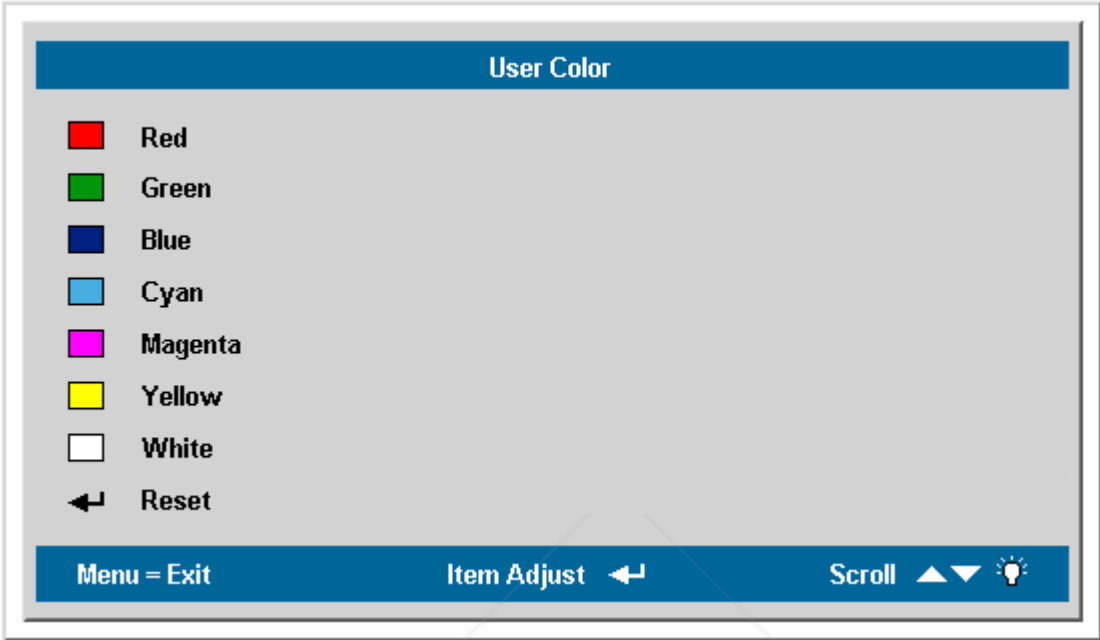 User Color
Red
Green
Blue
Cyan
Magenta
Yellow
White
Reset
Menu = Exit Item Adjust Scroll